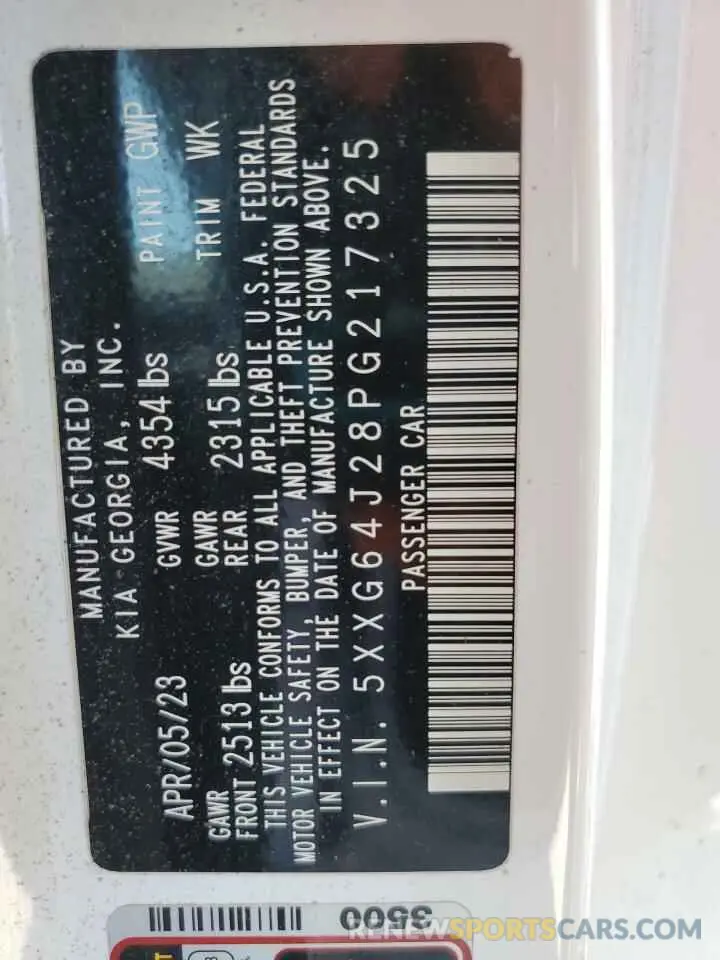 MANUFACTURED BY
KIA GEORGIA, INC.
APR/05/23 GVWR 4354 lbs PAINT GWP
GAWR FRONT 2513 lbs GAWR REAR 2315 lbs TRIM WK
THIS VEHICLE CONFORMS TO ALL APPLICABLE U.S.A. FEDERAL
MOTOR VEHICLE SAFETY, BUMPER, AND THEFT PREVENTION STANDARDS
IN EFFECT ON THE DATE OF MANUFACTURE SHOWN ABOVE.
V.I.N. 5XXG64J28PG217325
PASSENGER CAR
3500
RENEWSPORTSCARS.COM